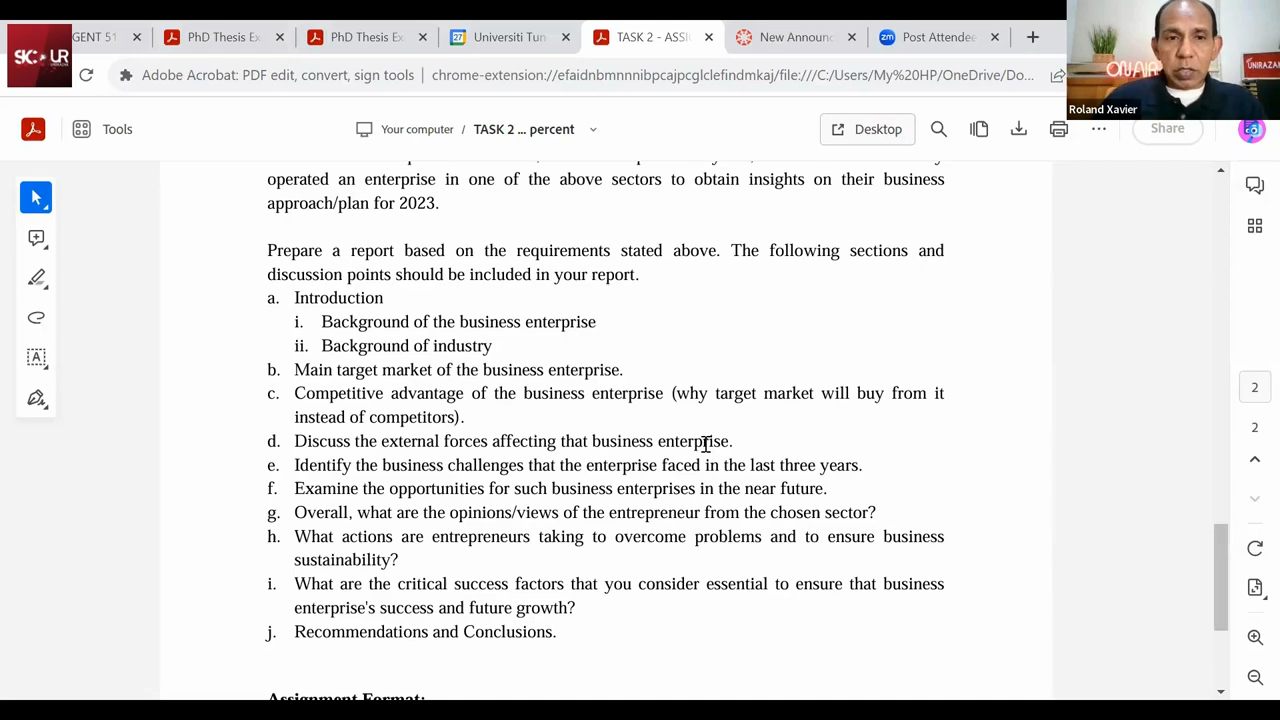 GENT 51
PhD Thesis Ex
PhD Thesis Ex
Universiti Tun
TASK 2 - ASSI
New Announc
Post Attendee
SKOUR
UNIRAZAK
Adobe Acrobat: PDF edit, convert, sign tools
chrome-extension://efaidnbmnnnibpcajpcglclefindmkaj/file:///C:/Users/My%20HP/OneDrive/Do...
ON AIR
UNIRAZAK
Roland Xavier
Tools
Your computer / TASK 2 ... percent
Desktop
Share
operated an enterprise in one of the above sectors to obtain insights on their business
approach/plan for 2023.
Prepare a report based on the requirements stated above. The following sections and
discussion points should be included in your report.
a. Introduction
i. Background of the business enterprise
ii. Background of industry
b. Main target market of the business enterprise.
c. Competitive advantage of the business enterprise (why target market will buy from it
instead of competitors).
d. Discuss the external forces affecting that business enterprise.
e. Identify the business challenges that the enterprise faced in the last three years.
f. Examine the opportunities for such business enterprises in the near future.
g. Overall, what are the opinions/views of the entrepreneur from the chosen sector?
h. What actions are entrepreneurs taking to overcome problems and to ensure business
sustainability?
i. What are the critical success factors that you consider essential to ensure that business
enterprise's success and future growth?
j. Recommendations and Conclusions.
Assignment Format:
2
2